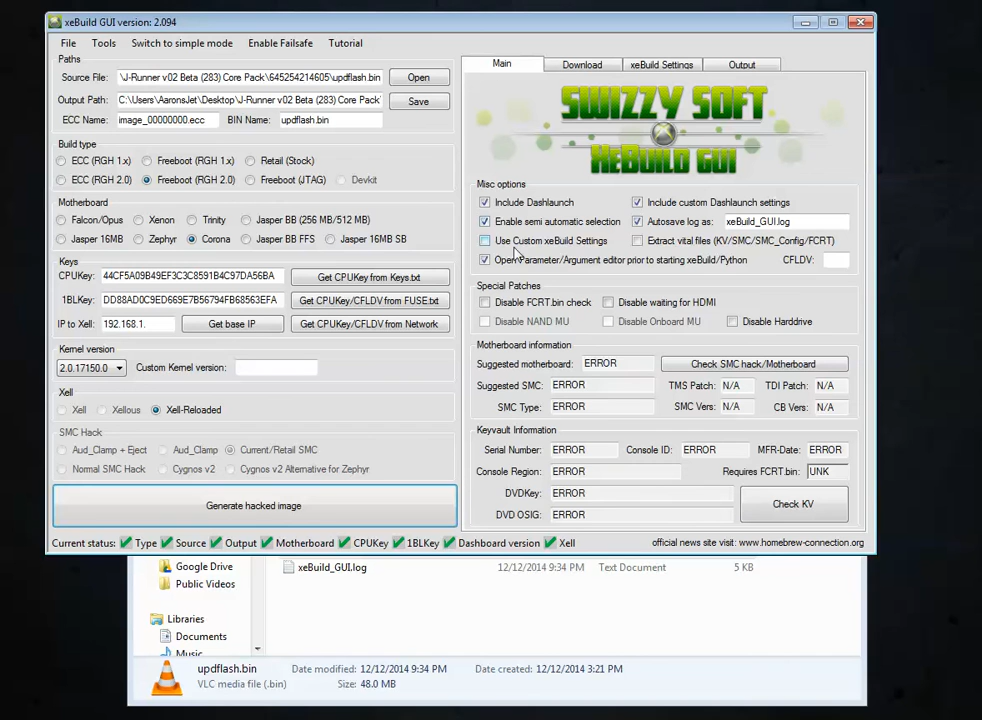 xeBuild GUI version: 2.094
File Tools Switch to simple mode Enable Failsafe Tutorial
Paths
Source File: \J-Runner v02 Beta (283) Core Pack\645254214605\updflash.bin Open
Output Path: C:\Users\AaronsJet\Desktop\J-Runner v02 Beta (283) Core Pack' Save
ECC Name: image_00000000.ecc BIN Name: updflash.bin
Build type
ECC (RGH 1.x) Freeboot (RGH 1.x) Retail (Stock)
ECC (RGH 2.0) Freeboot (RGH 2.0) Freeboot (JTAG) Devkit
Motherboard
Falcon/Opus Xenon Trinity Jasper BB (256 MB/512 MB)
Jasper 16MB Zephyr Corona Jasper BB FFS Jasper 16MB SB
Keys
CPUKey: 44CF5A09B49EF3C3C8591B4C97DA56BA Get CPUKey from Keys.txt
1BLKey: DD88AD0C9ED669E7B56794FB68563EFA Get CPUKey/CFLDV from FUSE.txt
IP to Xell: 192.168.1. Get base IP Get CPUKey/CFLDV from Network
Kernel version
2.0.17150.0 Custom Kernel version:
Xell
Xell Xellous Xell-Reloaded
SMC Hack
Aud_Clamp + Eject Aud_Clamp Current/Retail SMC
Normal SMC Hack Cygnos v2 Cygnos v2 Alternative for Zephyr
Generate hacked image
Main Download xeBuild Settings Output
SWIZZY SOFT
XEBUILD GUI
Misc options
Include Dashlaunch Include custom Dashlaunch settings
Enable semi automatic selection Autosave log as: xeBuild_GUI.log
Use Custom xeBuild Settings Extract vital files (KV/SMC/SMC_Config/FCRT)
Open Parameter/Argument editor prior to starting xeBuild/Python CFLDV:
Special Patches
Disable FCRT.bin check Disable waiting for HDMI
Disable NAND MU Disable Onboard MU Disable Harddrive
Motherboard information
Suggested motherboard: ERROR Check SMC hack/Motherboard
Suggested SMC: ERROR TMS Patch: N/A TDI Patch: N/A
SMC Type: ERROR SMC Vers: N/A CB Vers: N/A
Keyvault Information
Serial Number: ERROR Console ID: ERROR MFR-Date: ERROR
Console Region: ERROR Requires FCRT.bin: UNK
DVDKey: ERROR
DVD OSIG: ERROR Check KV
Current status: Type Source Output Motherboard CPUKey 1BLKey Dashboard version Xell official news site visit: www.homebrew-connection.org
Google Drive xeBuild_GUI.log 12/12/2014 9:34 PM Text Document 5 KB
Public Videos
Libraries
Documents
Music
updflash.bin Date modified: 12/12/2014 9:34 PM Date created: 12/12/2014 3:21 PM
VLC media file (.bin) Size: 48.0 MB